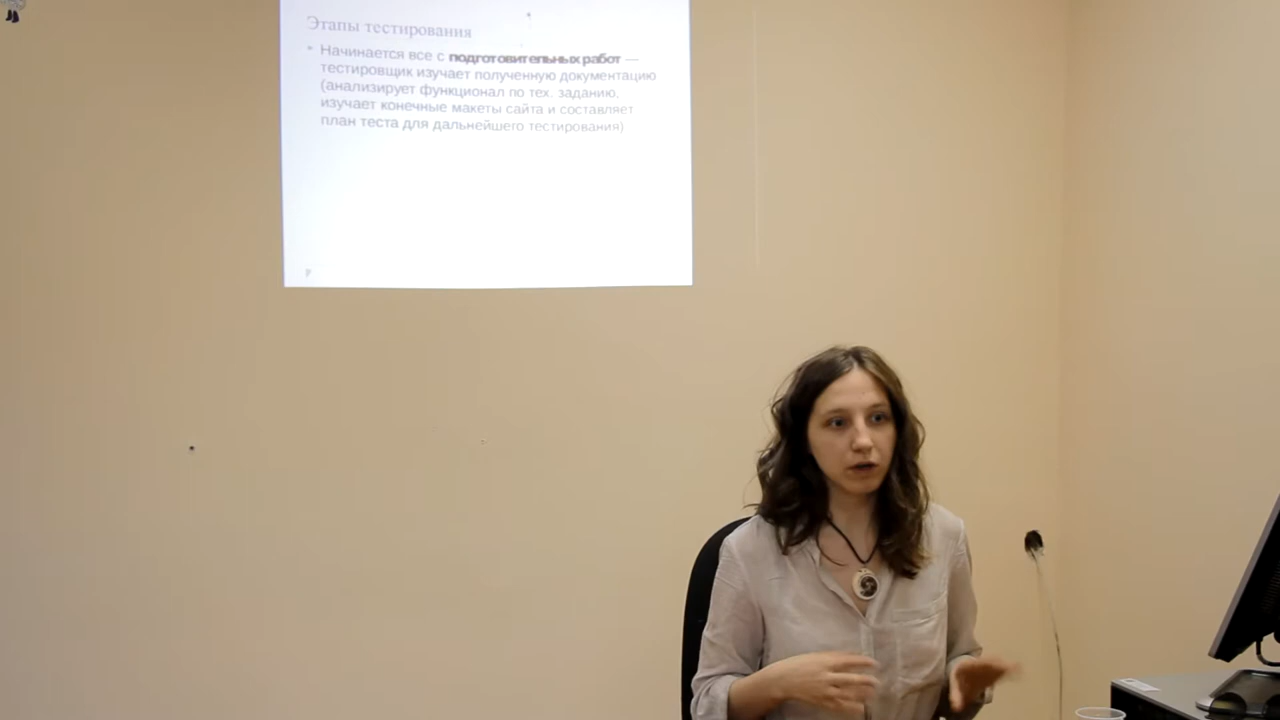 Этапы тестирования
• Начинается все с подготовительных работ —
тестировщик изучает полученную документацию
(анализирует функционал по тех. заданию,
изучает конечные макеты сайта и составляет
план теста для дальнейшего тестирования)